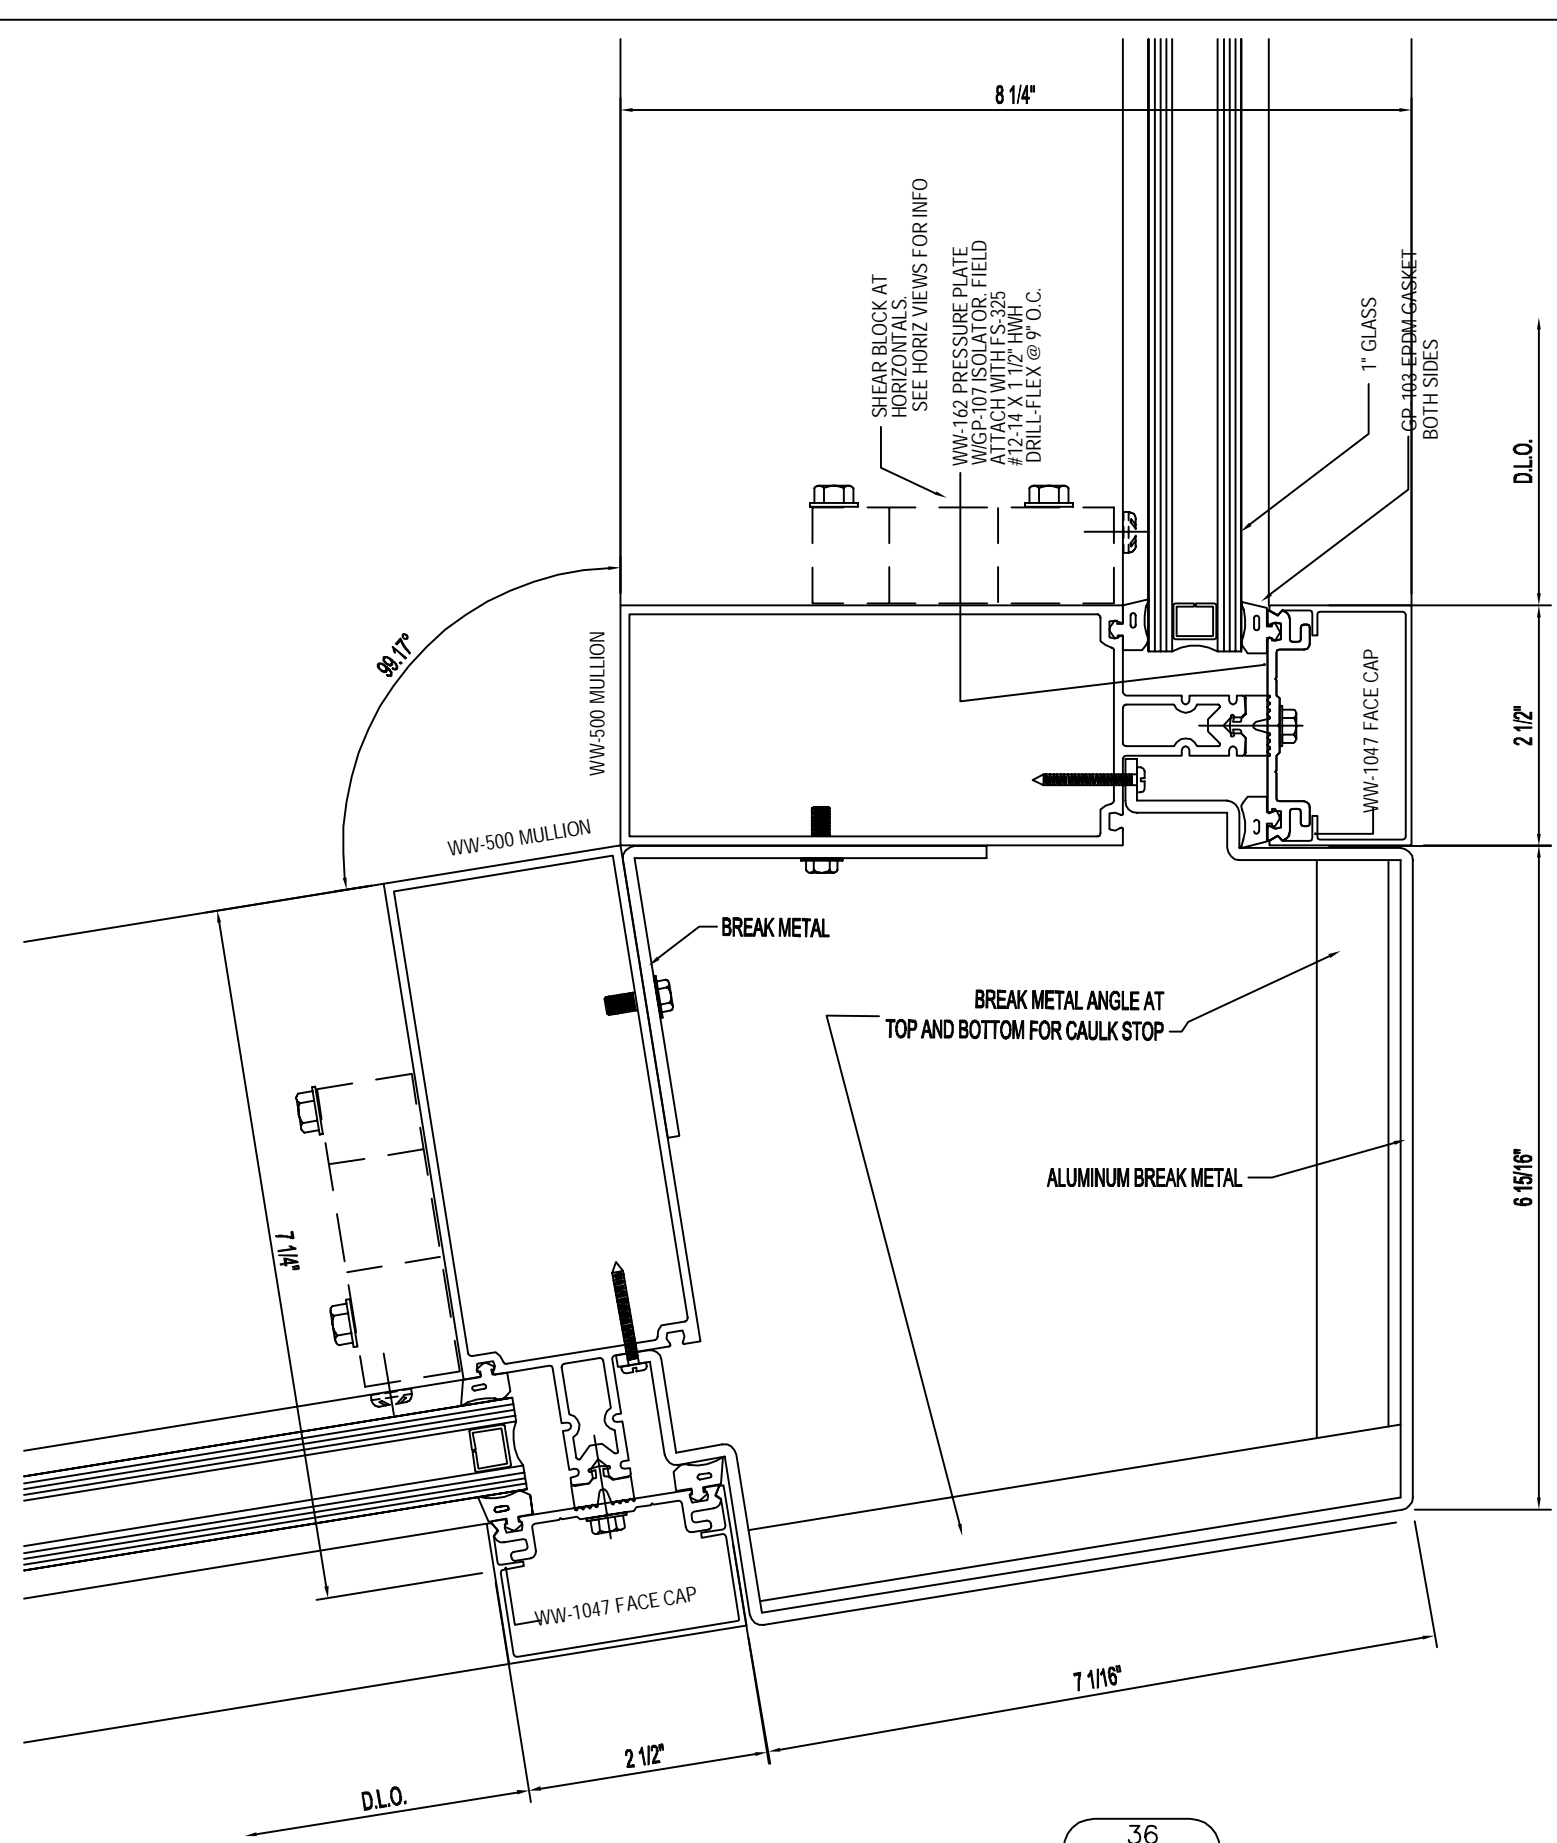 8 1/4"
SHEAR BLOCK AT
HORIZONTALS.
SEE HORIZ VIEWS FOR INFO
WW-162 PRESSURE PLATE
W/GP-107 ISOLATOR. FIELD
ATTACH WITH FS-325
#12-14 X 1 1/2" HWH
DRILL-FLEX @ 9" O.C.
1" GLASS
GP-103 EPDM GASKET
BOTH SIDES
D.L.O.
99.17°
WW-500 MULLION
WW-1047 FACE CAP
2 1/2"
WW-500 MULLION
BREAK METAL
BREAK METAL ANGLE AT
TOP AND BOTTOM FOR CAULK STOP
ALUMINUM BREAK METAL
6 15/16"
7 1/4"
WW-1047 FACE CAP
7 1/16"
2 1/2"
D.L.O.
36